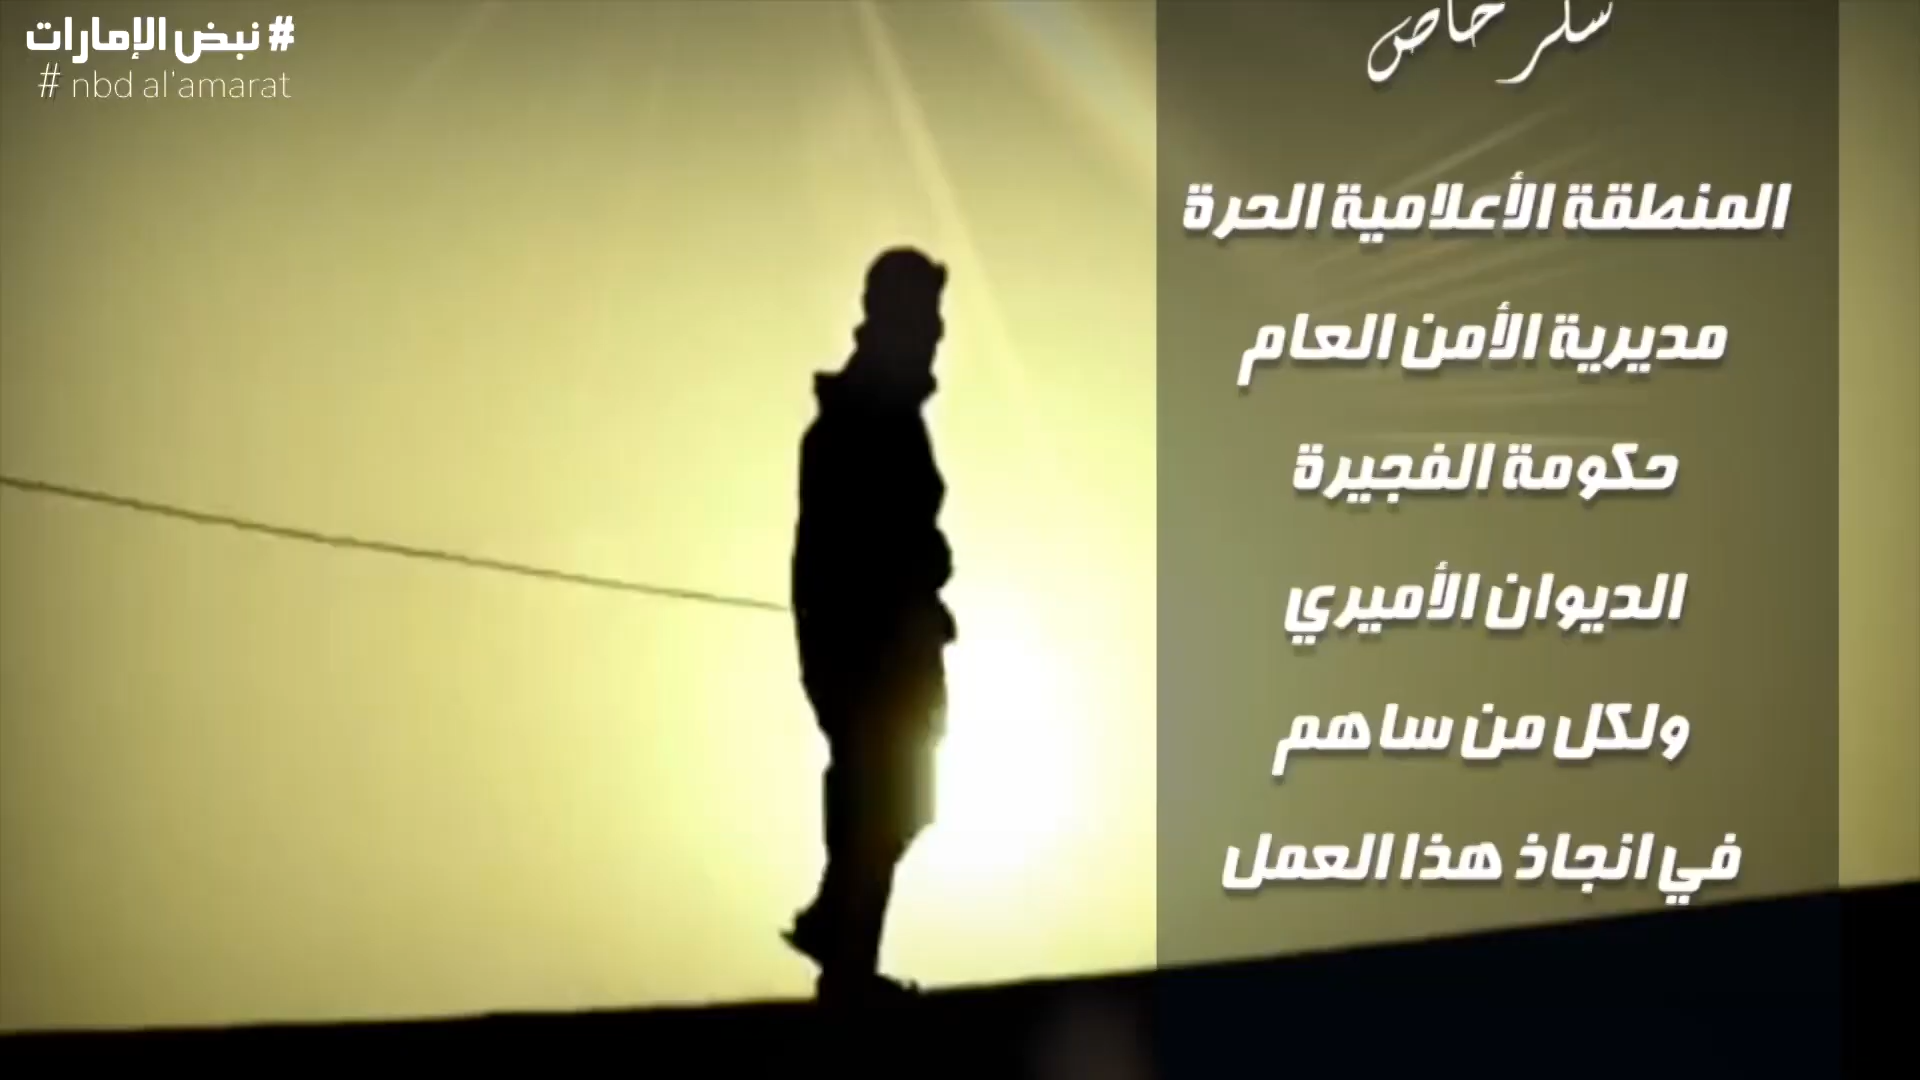 # نبض الإمارات
# nbd al'amarat
شكر خاص
المنطقة الأعلامية الحرة
مديرية الأمن العام
حكومة الفجيرة
الديوان الأميري
ولكل من ساهم
في انجاذ هذا العمل